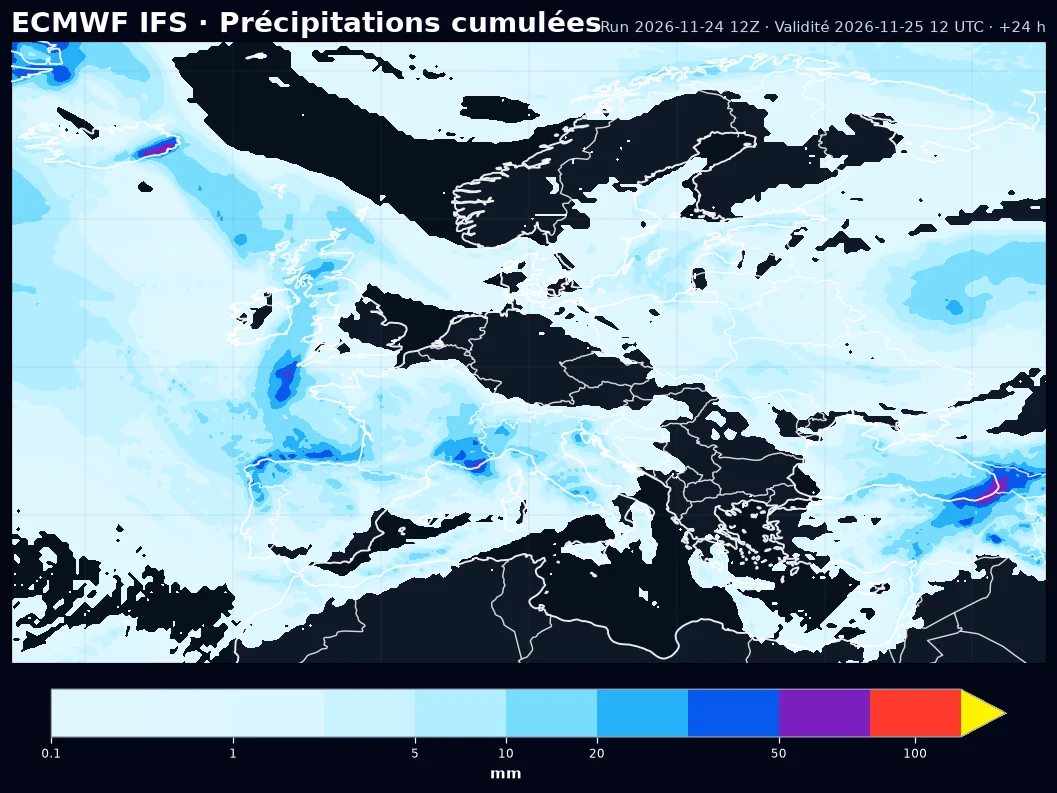 ECMWF IFS · Précipitations cumulées
Run 2026-11-24 12Z · Validité 2026-11-25 12 UTC · +24 h
0.1 1 5 10 20 50 100
mm